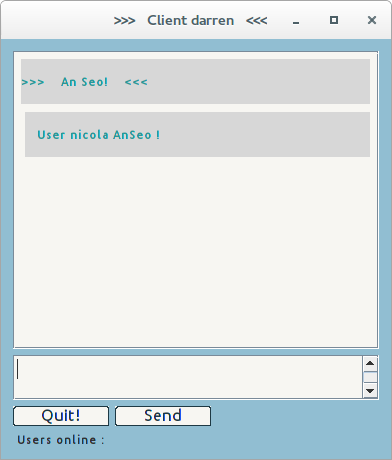 >>> Client darren <<<
>>> An Seo! <<<
User nicola AnSeo !
Quit! Send
Users online :